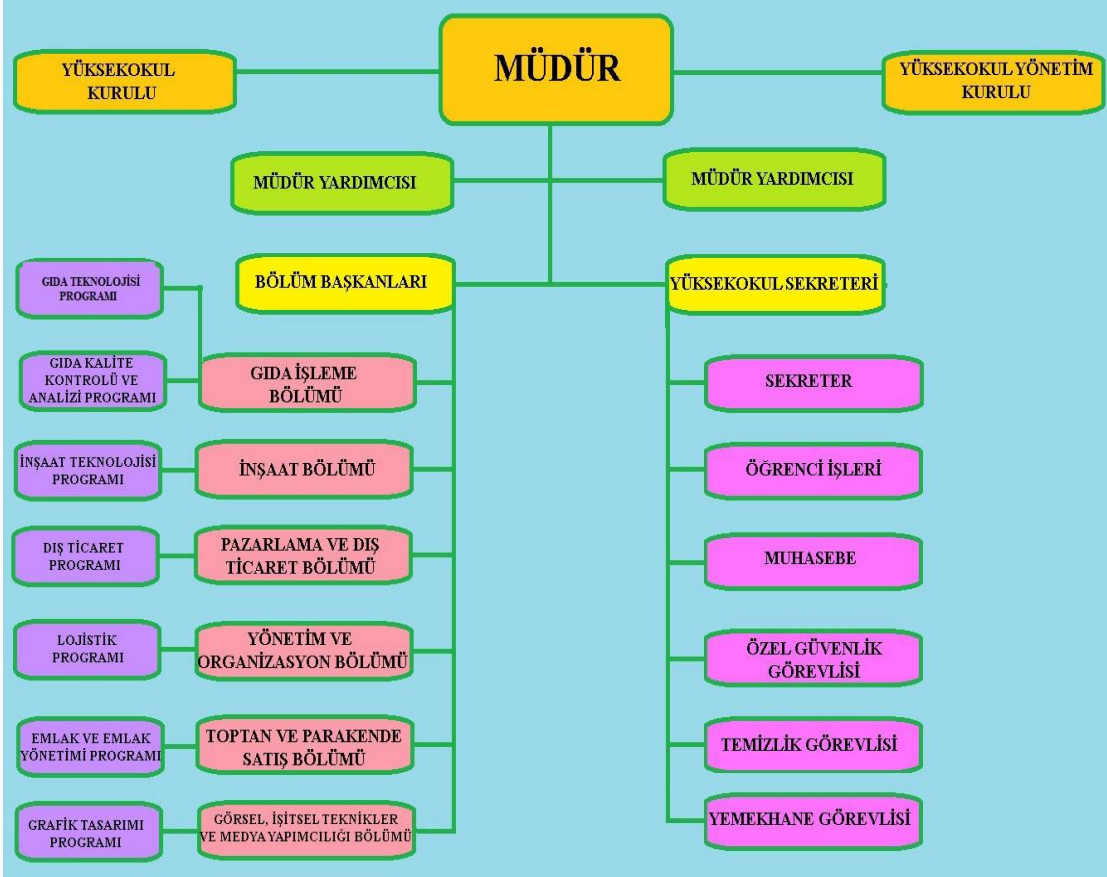 MÜDÜR
YÜKSEKOKUL
KURULU
YÜKSEKOKUL YÖNETİM
KURULU
MÜDÜR YARDIMCISI
MÜDÜR YARDIMCISI
BÖLÜM BAŞKANLARI
YÜKSEKOKUL SEKRETERİ
GIDA TEKNOLOJİSİ
PROGRAMI
GIDA KALİTE
KONTROLÜ VE
ANALİZİ PROGRAMI
GIDA İŞLEME
BÖLÜMÜ
SEKRETER
İNŞAAT TEKNOLOJİSİ
PROGRAMI
İNŞAAT BÖLÜMÜ
ÖĞRENCİ İŞLERİ
DIŞ TİCARET
PROGRAMI
PAZARLAMA VE DIŞ
TİCARET BÖLÜMÜ
MUHASEBE
LOJİSTİK
PROGRAMI
YÖNETİM VE
ORGANİZASYON BÖLÜMÜ
ÖZEL GÜVENLİK
GÖREVLİSİ
EMLAK VE EMLAK
YÖNETİMİ PROGRAMI
TOPTAN VE PARAKENDE
SATIŞ BÖLÜMÜ
TEMİZLİK GÖREVLİSİ
GRAFİK TASARIMI
PROGRAMI
GÖRSEL, İŞİTSEL TEKNİKLER
VE MEDYA YAPIMCILIĞI BÖLÜMÜ
YEMEKHANE GÖREVLİSİ